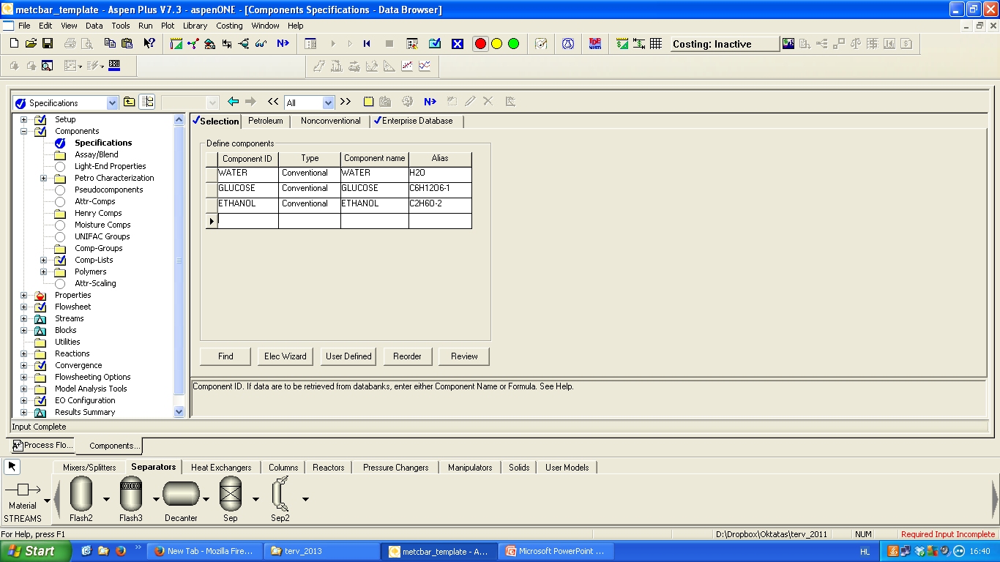 metcbar_template - Aspen Plus V7.3 - aspenONE - [Components Specifications - Data Browser]
File Edit View Data Tools Run Plot Library Costing Window Help
N> Costing: Inactive
Specifications << All >> N>
Setup
Components
Specifications
Assay/Blend
Light-End Properties
Petro Characterization
Pseudocomponents
Attr-Comps
Henry Comps
Moisture Comps
UNIFAC Groups
Comp-Groups
Comp-Lists
Polymers
Attr-Scaling
Properties
Flowsheet
Streams
Blocks
Utilities
Reactions
Convergence
Flowsheeting Options
Model Analysis Tools
EO Configuration
Results Summary
Selection Petroleum Nonconventional Enterprise Database
Define components
Component ID Type Component name Alias
WATER Conventional WATER H2O
GLUCOSE Conventional GLUCOSE C6H12O6-1
ETHANOL Conventional ETHANOL C2H6O-2
Find Elec Wizard User Defined Reorder Review
Component ID. If data are to be retrieved from databanks, enter either Component Name or Formula. See Help.
Input Complete
Process Flo... Components...
Mixers/Splitters Separators Heat Exchangers Columns Reactors Pressure Changers Manipulators Solids User Models
Material
STREAMS Flash2 Flash3 Decanter Sep Sep2
For Help, press F1 D:\Dropbox\Oktatas\terv_2011 NUM Required Input Incomplete
Start New Tab - Mozilla Fire... terv_2013 metcbar_template - A... Microsoft PowerPoint ... HL 16:40